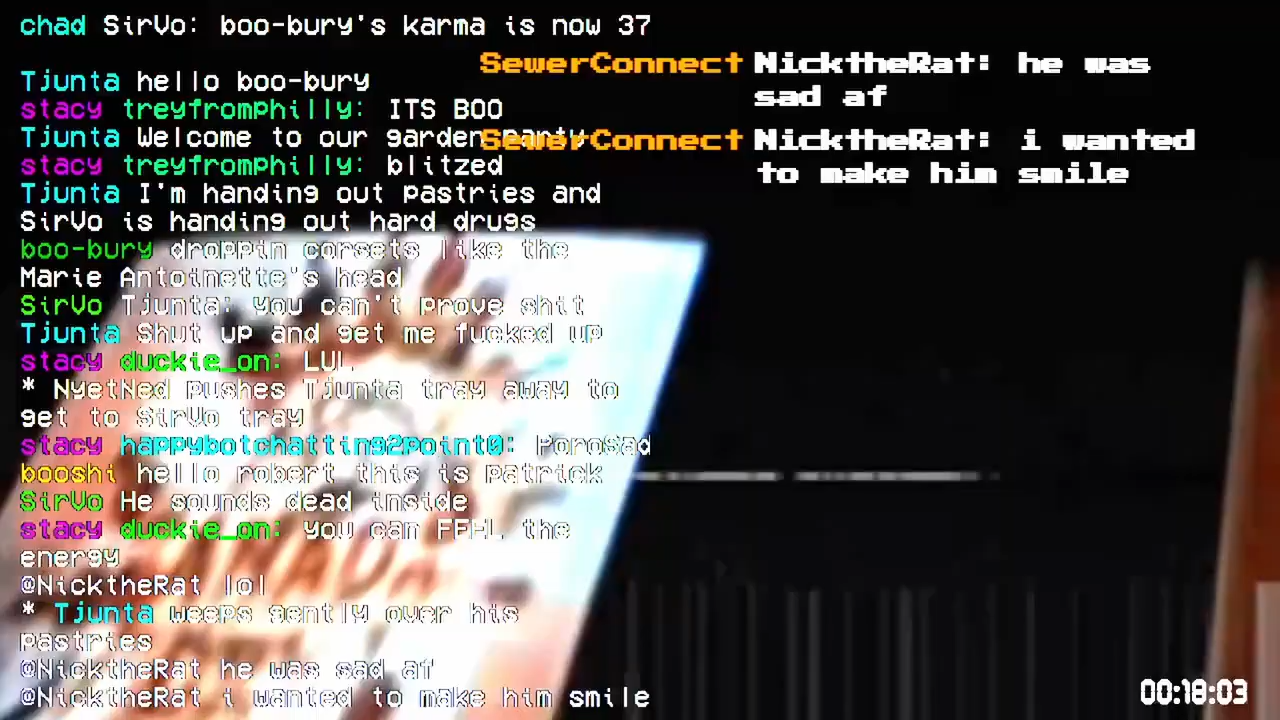 chad SirVo: boo-bury's karma is now 37
SewerConnect NicktheRat: he was
sad af
SewerConnect NicktheRat: i wanted
to make him smile
Tjunta hello boo-bury
stacy treyfromphilly: ITS BOO
Tjunta Welcome to our garden party
stacy treyfromphilly: blitzed
Tjunta I'm handing out pastries and
SirVo is handing out hard drugs
boo-bury droppin corsets like the
Marie Antoinette's head
SirVo Tjunta: you can't prove shit
Tjunta Shut up and get me fucked up
stacy duckie_on: LUL
* NyetNed pushes Tjunta tray away to
get to SirVo tray
stacy happybotchatting2point0: PoroSad
booshi hello robert this is patrick
SirVo He sounds dead inside
stacy duckie_on: you can FEEL the
energy
@NicktheRat lol
* Tjunta weeps gently over his
pastries
@NicktheRat he was sad af
@NicktheRat i wanted to make him smile
00:18:03